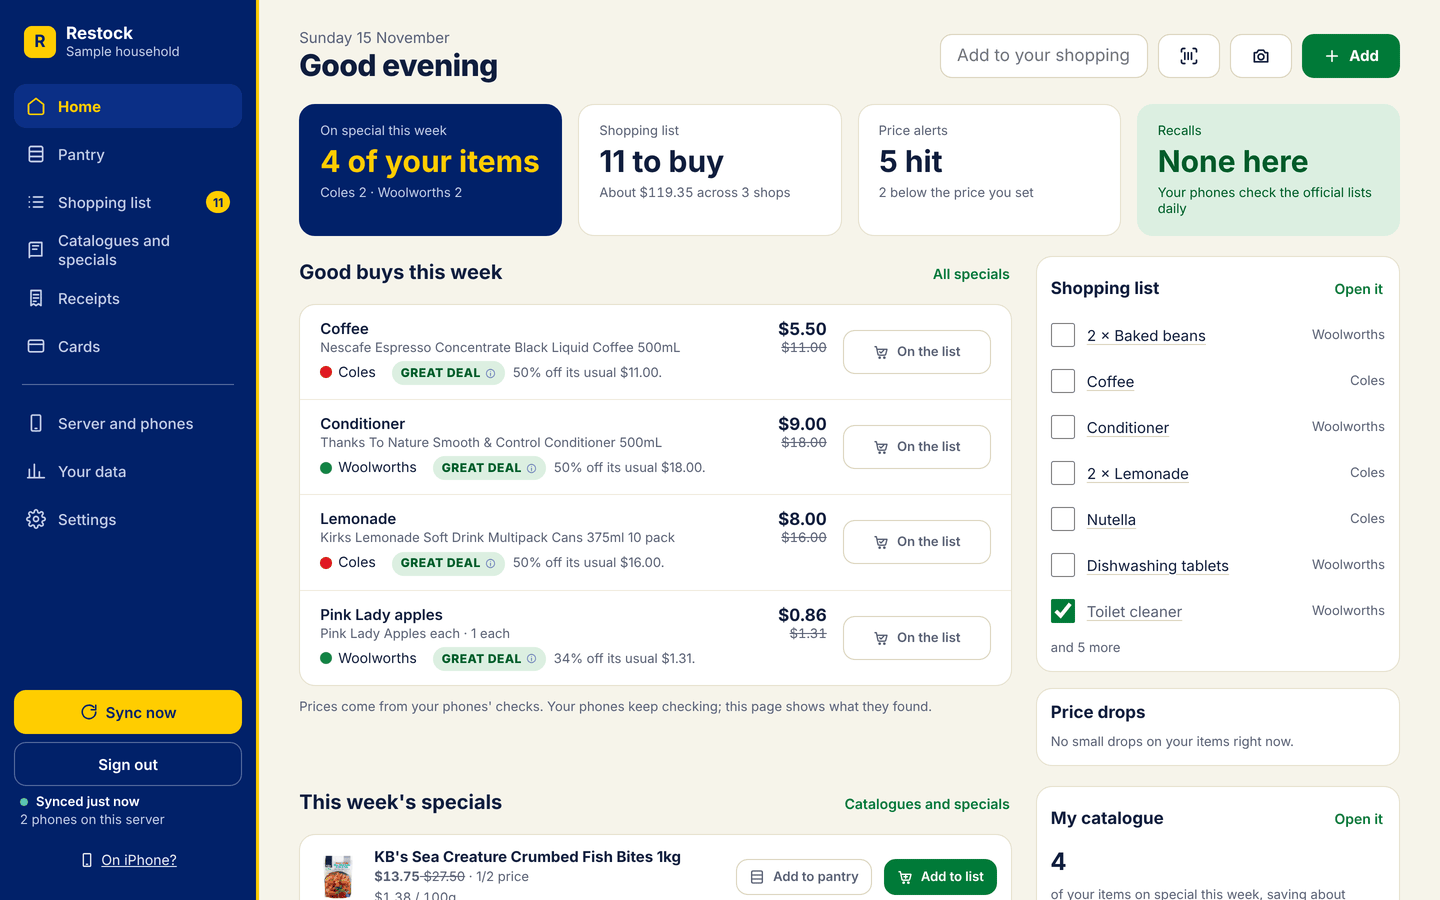 R
Restock
Sample household
Home
Pantry
Shopping list
11
Catalogues and
specials
Receipts
Cards
Server and phones
Your data
Settings
Sync now
Sign out
Synced just now
2 phones on this server
On iPhone?
Sunday 15 November
Good evening
Add to your shopping
Add
On special this week
4 of your items
Coles 2 · Woolworths 2
Shopping list
11 to buy
About $119.35 across 3 shops
Price alerts
5 hit
2 below the price you set
Recalls
None here
Your phones check the official lists
daily
Good buys this week
All specials
Coffee
$5.50
Nescafe Espresso Concentrate Black Liquid Coffee 500mL
$11.00
On the list
Coles
GREAT DEAL
50% off its usual $11.00.
Conditioner
$9.00
Thanks To Nature Smooth & Control Conditioner 500mL
$18.00
On the list
Woolworths
GREAT DEAL
50% off its usual $18.00.
Lemonade
$8.00
Kirks Lemonade Soft Drink Multipack Cans 375ml 10 pack
$16.00
On the list
Coles
GREAT DEAL
50% off its usual $16.00.
Pink Lady apples
$0.86
Pink Lady Apples each · 1 each
$1.31
On the list
Woolworths
GREAT DEAL
34% off its usual $1.31.
Prices come from your phones' checks. Your phones keep checking; this page shows what they found.
Shopping list
Open it
2 × Baked beans
Woolworths
Coffee
Coles
Conditioner
Woolworths
2 × Lemonade
Coles
Nutella
Coles
Dishwashing tablets
Woolworths
Toilet cleaner
Woolworths
and 5 more
Price drops
No small drops on your items right now.
This week's specials
Catalogues and specials
KB's Sea Creature Crumbed Fish Bites 1kg
$13.75 $27.50 · 1/2 price
$1.38 / 100g
Add to pantry
Add to list
My catalogue
Open it
4
of your items on special this week, saving about